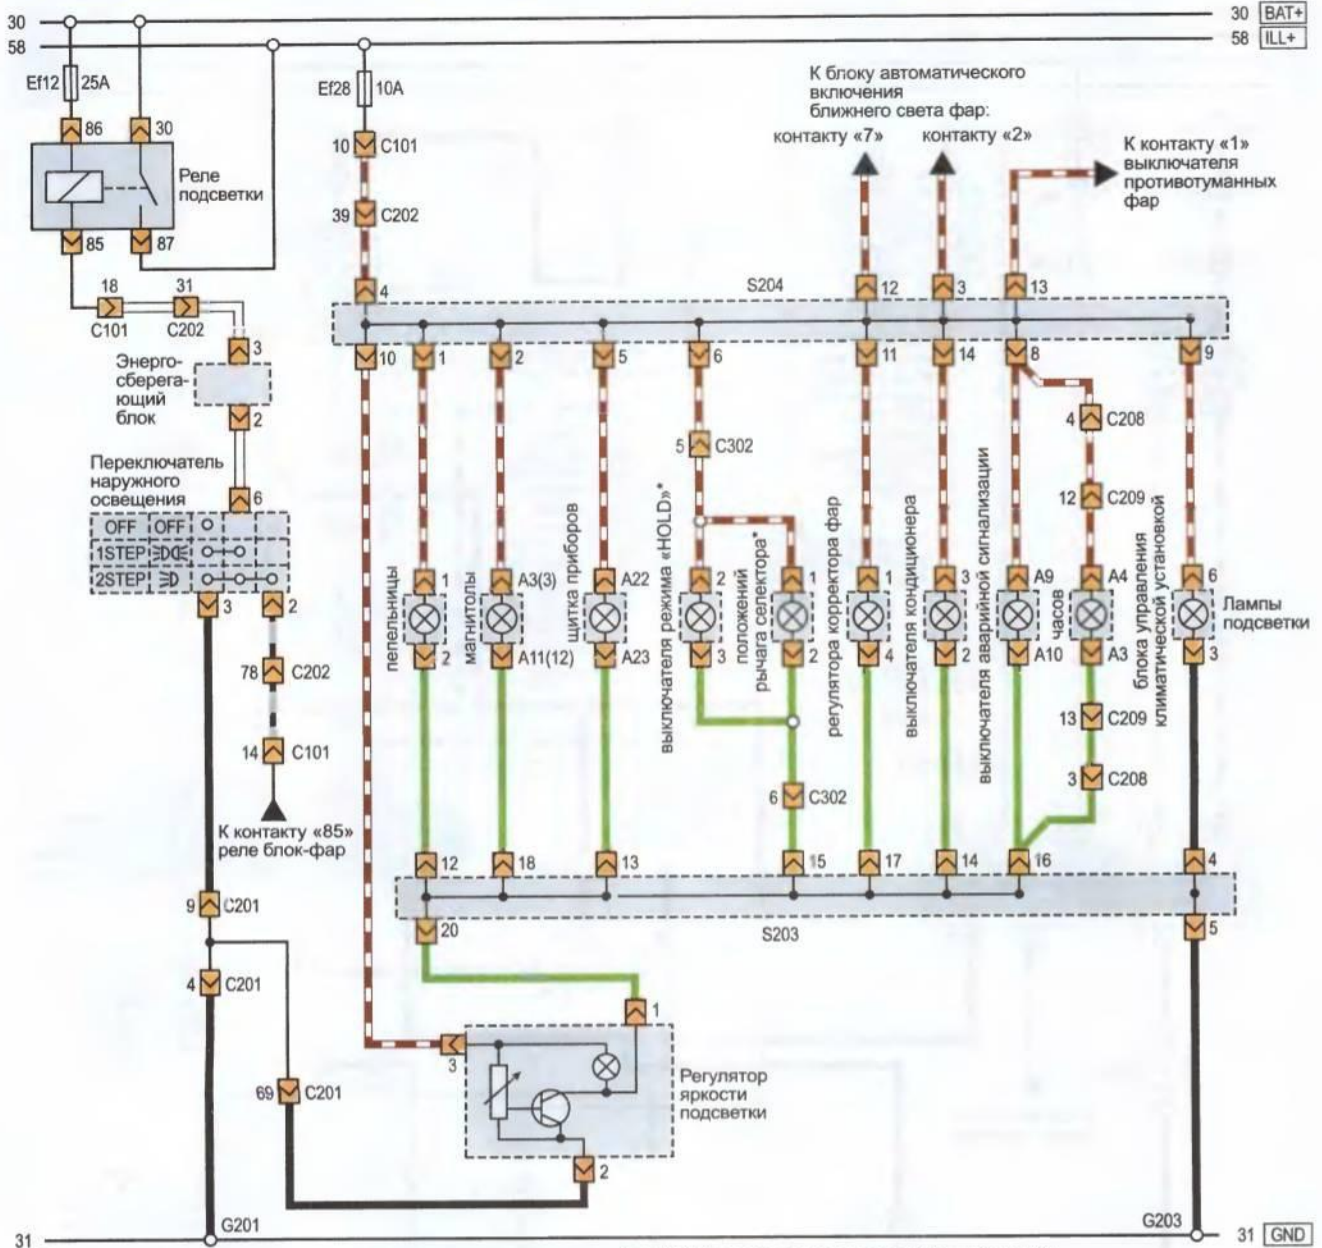 30
30 BAT+
58
58 ILL+
Ef12 25A
Ef28 10A
86
30
Реле
подсветки
85
87
18
31
C101
C202
10 C101
39 C202
4
К блоку автоматического
включения
ближнего света фар:
контакту «7»
контакту «2»
К контакту «1»
выключателя
противотуманных
фар
S204
12
3
13
10
1
2
5
6
11
14
8
9
3
Энерго-
сберега-
ющий
блок
2
Переключатель
наружного
освещения
6
OFF OFF
1STEP
2STEP
3
2
78 C202
14 C101
К контакту «85»
реле блок-фар
5 C302
4 C208
12 C209
пепельницы
магнитолы
щитка приборов
выключателя режима «HOLD»*
положений
рычага селектора*
регулятора корректора фар
выключателя кондиционера
выключателя аварийной сигнализации
часов
блока управления
климатической установкой
Лампы
подсветки
1
A3(3)
A22
2
1
1
3
A9
A4
6
2
A11(12)
A23
3
2
4
2
A10
A3
3
13 C209
3 C208
6 C302
12
18
13
15
17
14
16
4
S203
20
5
9 C201
4 C201
69 C201
1
3
Регулятор
яркости
подсветки
2
G201
G203
31
31 GND